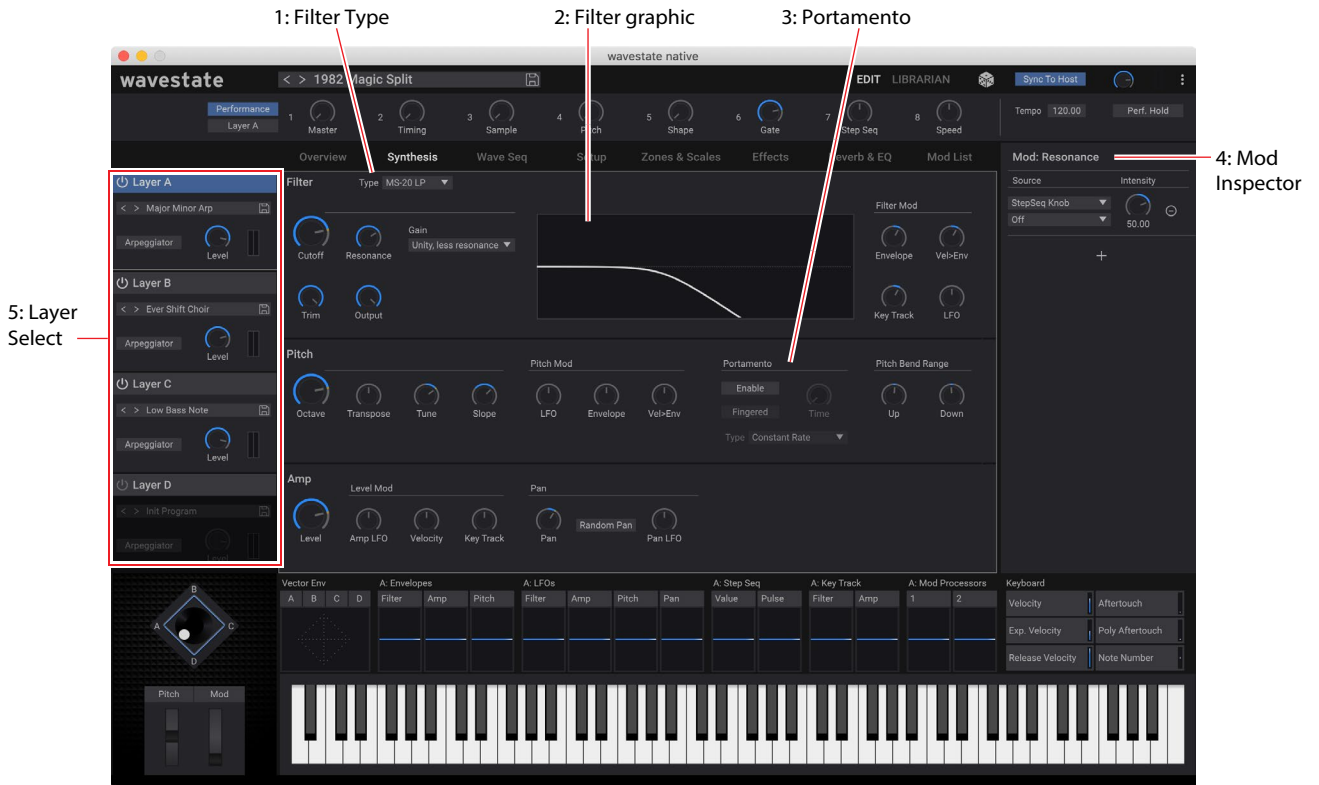 1: Filter Type
2: Filter graphic
3: Portamento
wavestate native
wavestate
< > 1982 Magic Split
EDIT LIBRARIAN
Sync To Host
Performance
Layer A
1 Master
2 Timing
3 Sample
4 Pitch
5 Shape
6 Gate
7 Step Seq
8 Speed
Tempo 120.00
Perf. Hold
Overview Synthesis Wave Seq Setup Zones & Scales Effects Reverb & EQ Mod List
Mod: Resonance
4: Mod
Inspector
Source Intensity
StepSeq Knob
Off
50.00
+
5: Layer
Select
Layer A
< > Major Minor Arp
Arpeggiator
Level
Layer B
< > Ever Shift Choir
Arpeggiator
Level
Layer C
< > Low Bass Note
Arpeggiator
Level
Layer D
< > Init Program
Arpeggiator
Level
Filter
Type MS-20 LP
Cutoff
Resonance
Gain
Unity, less resonance
Trim
Output
Filter Mod
Envelope
Vel>Env
Key Track
LFO
Pitch
Octave
Transpose
Tune
Slope
Pitch Mod
LFO
Envelope
Vel>Env
Portamento
Enable
Fingered
Time
Type Constant Rate
Pitch Bend Range
Up
Down
Amp
Level
Level Mod
Amp LFO
Velocity
Key Track
Pan
Pan
Random Pan
Pan LFO
B
A
C
D
Pitch
Mod
Vector Env
A B C D
A: Envelopes
Filter Amp Pitch
A: LFOs
Filter Amp Pitch Pan
A: Step Seq
Value Pulse
A: Key Track
Filter Amp
A: Mod Processors
1 2
Keyboard
Velocity
Aftertouch
Exp. Velocity
Poly Aftertouch
Release Velocity
Note Number